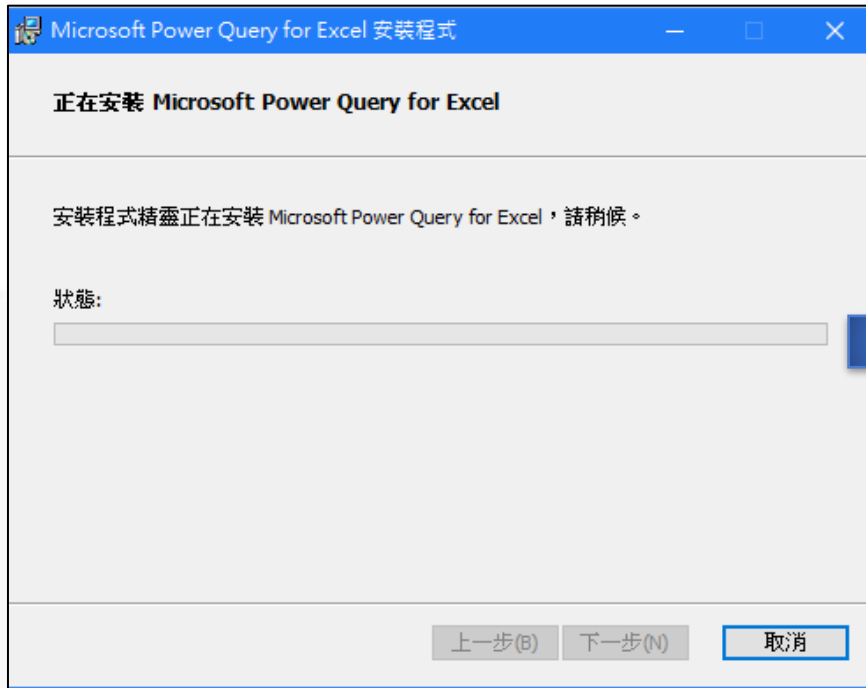 Microsoft Power Query for Excel 安裝程式
正在安裝 Microsoft Power Query for Excel
安裝程式精靈正在安裝 Microsoft Power Query for Excel，請稍候。
狀態:
上一步(B) 下一步(N) 取消